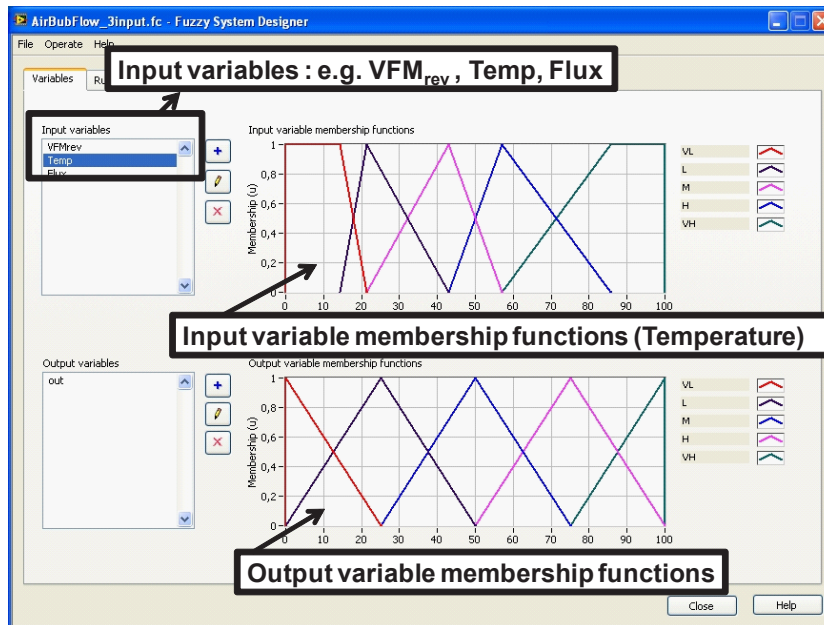 AirBubFlow_3input.fc - Fuzzy System Designer
File Operate Help
Input variables : e.g. VFMrev , Temp, Flux
Variables Ru
Input variables
VFMrev
Temp
Flux
Input variable membership functions
Membership (u)
1
0,8
0,6
0,4
0,2
0
0 10 20 30 40 50 60 70 80 90 100
VL
L
M
H
VH
Input variable membership functions (Temperature)
Output variables
out
Output variable membership functions
Membership (u)
1
0,8
0,6
0,4
0,2
0
0 10 20 30 40 50 60 70 80 90 100
VL
L
M
H
VH
Output variable membership functions
Close Help